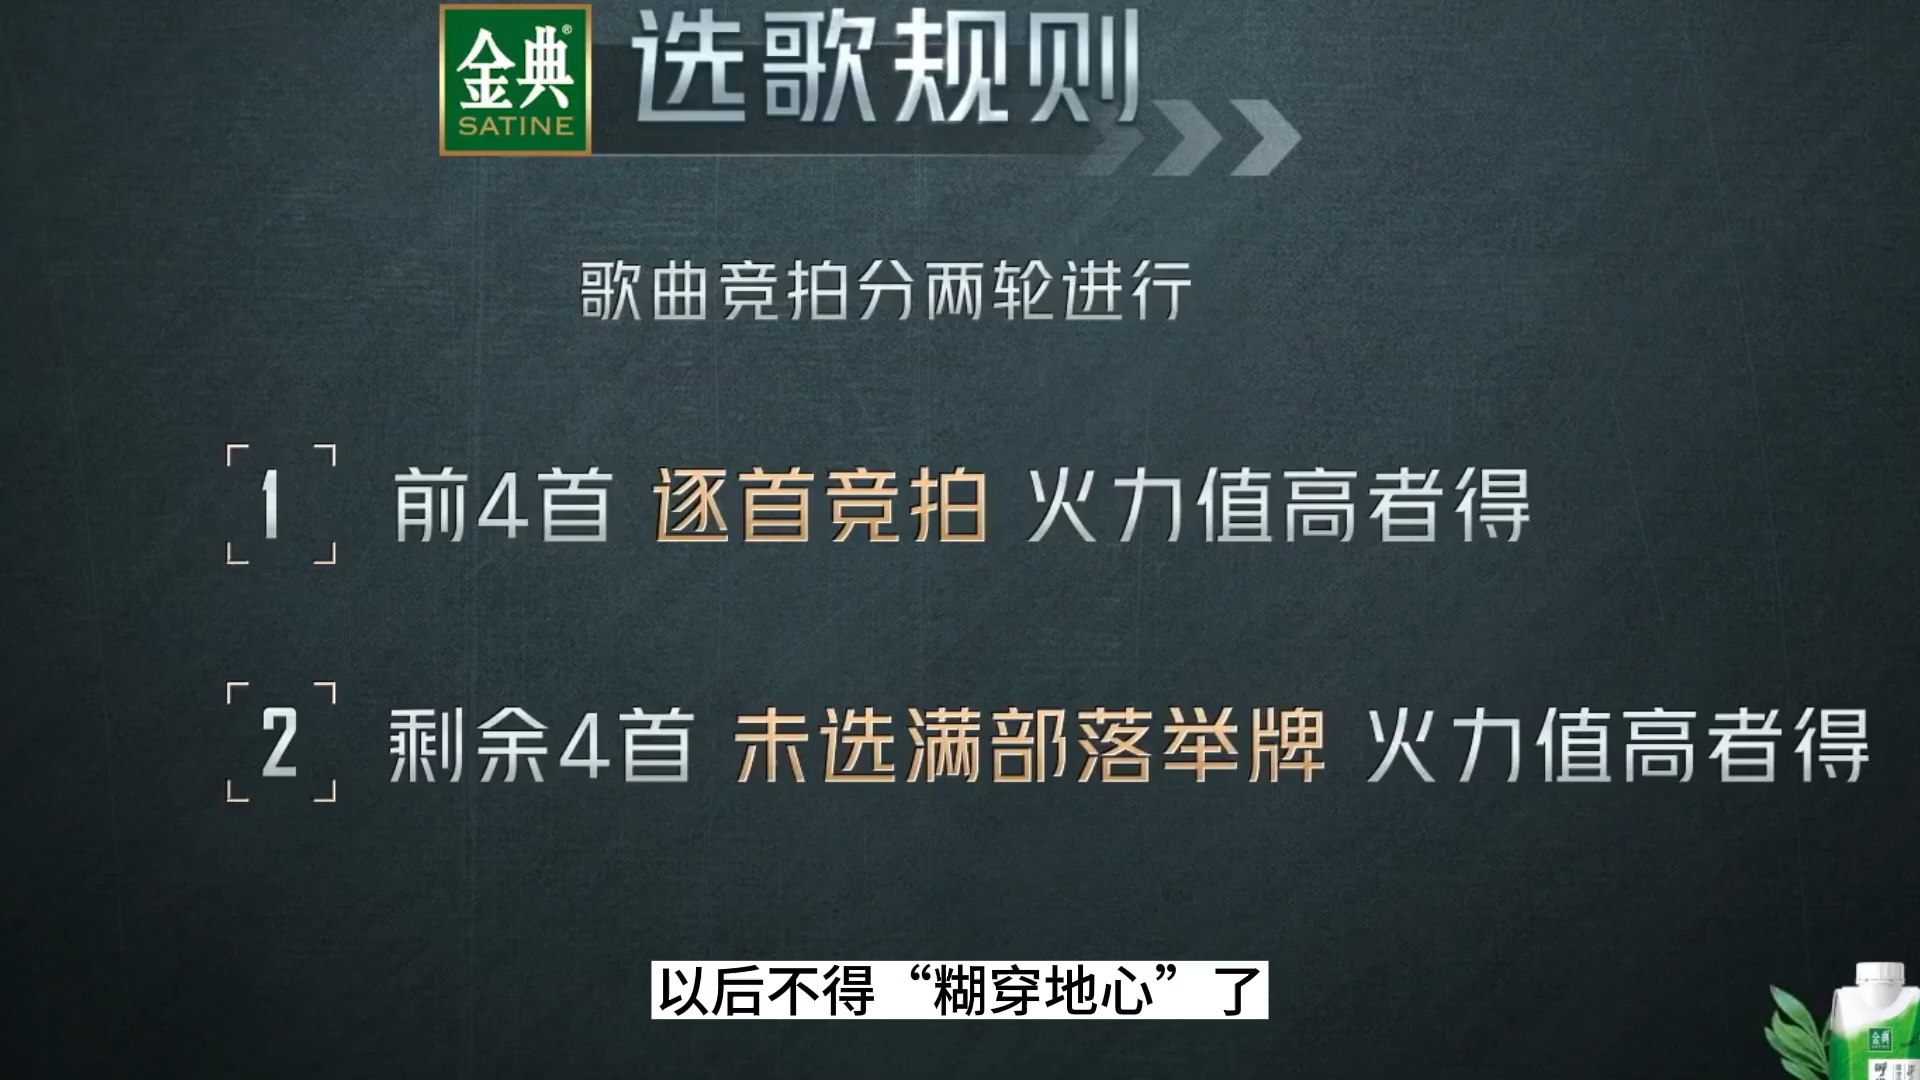 金典®
SATINE
选歌规则
歌曲竞拍分两轮进行
1 前4首 逐首竞拍 火力值高者得
2 剩余4首 未选满部落举牌 火力值高者得
以后不得“糊穿地心”了
金典